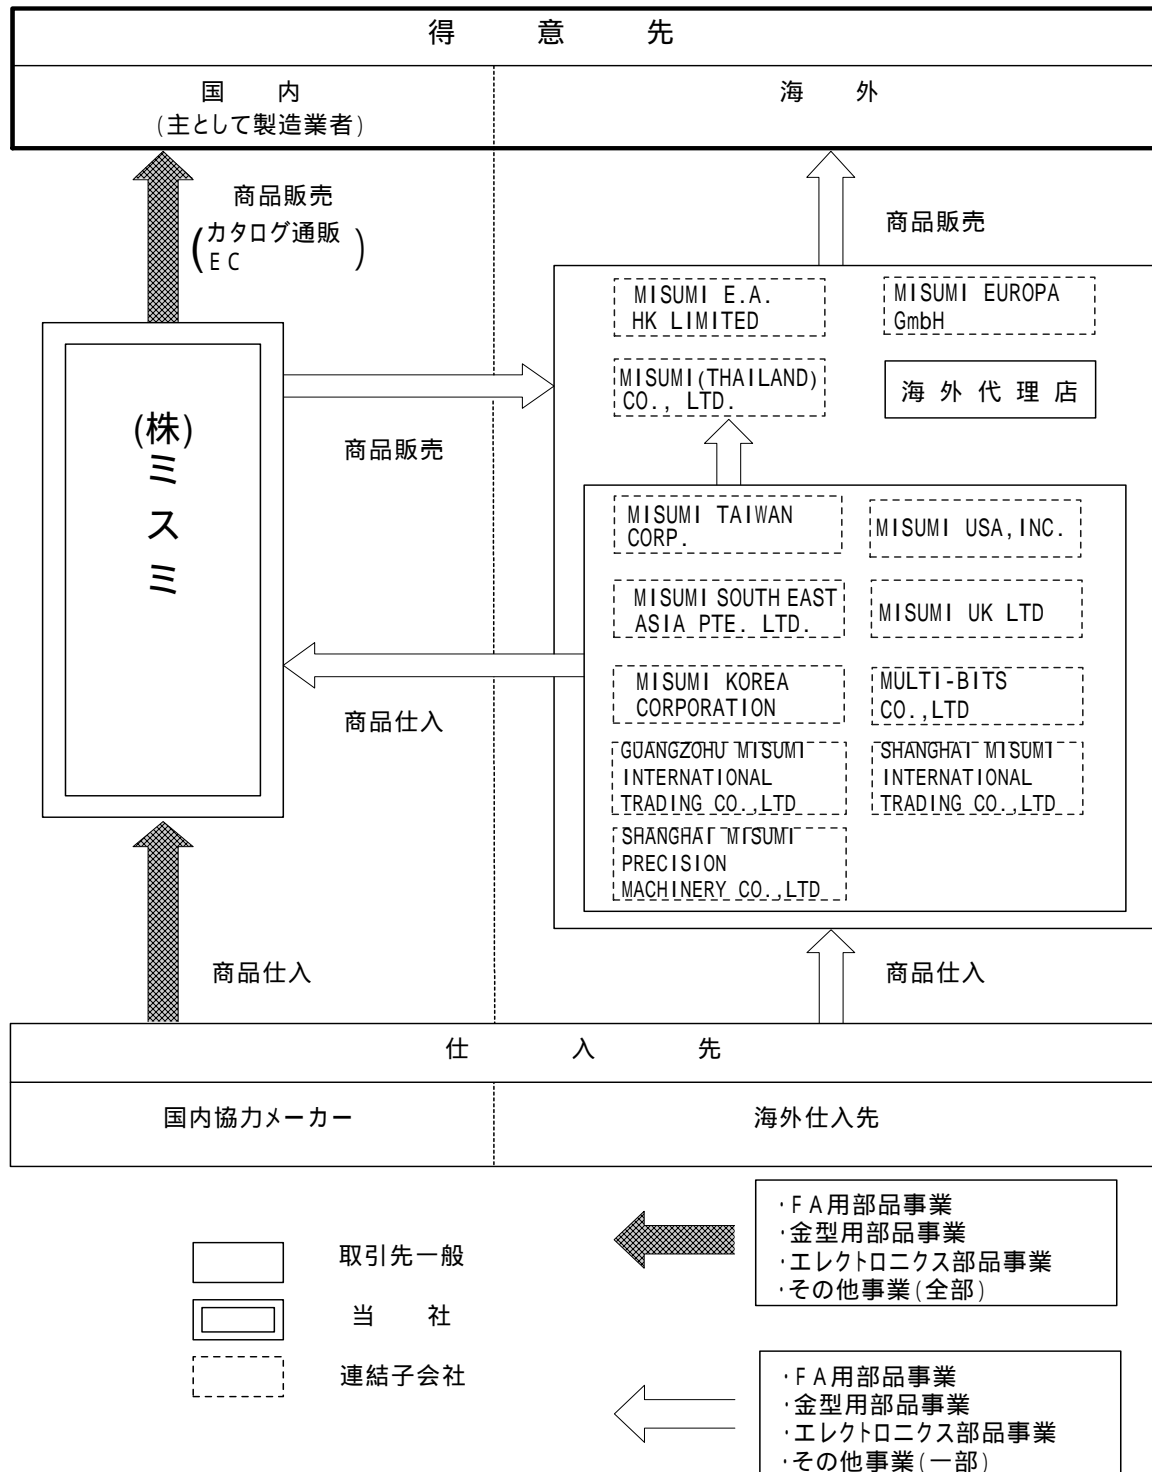 得意先
国内
(主として製造業者)
海外
商品販売
(カタログ通販
EC)
商品販売
MISUMI E.A.
HK LIMITED
MISUMI EUROPA
GmbH
MISUMI(THAILAND)
CO., LTD.
海外代理店
(株)ミスミ
商品販売
MISUMI TAIWAN
CORP.
MISUMI USA,INC.
MISUMI SOUTH EAST
ASIA PTE. LTD.
MISUMI UK LTD
MISUMI KOREA
CORPORATION
MULTI-BITS
CO.,LTD
商品仕入
GUANGZOHU MISUMI
INTERNATIONAL
TRADING CO.,LTD
SHANGHAI MISUMI
INTERNATIONAL
TRADING CO.,LTD
SHANGHAI MISUMI
PRECISION
MACHINERY CO.,LTD
商品仕入
商品仕入
仕入先
国内協力メーカー
海外仕入先
取引先一般
当社
連結子会社
・FA用部品事業
・金型用部品事業
・エレクトロニクス部品事業
・その他事業(全部)
・FA用部品事業
・金型用部品事業
・エレクトロニクス部品事業
・その他事業(一部)